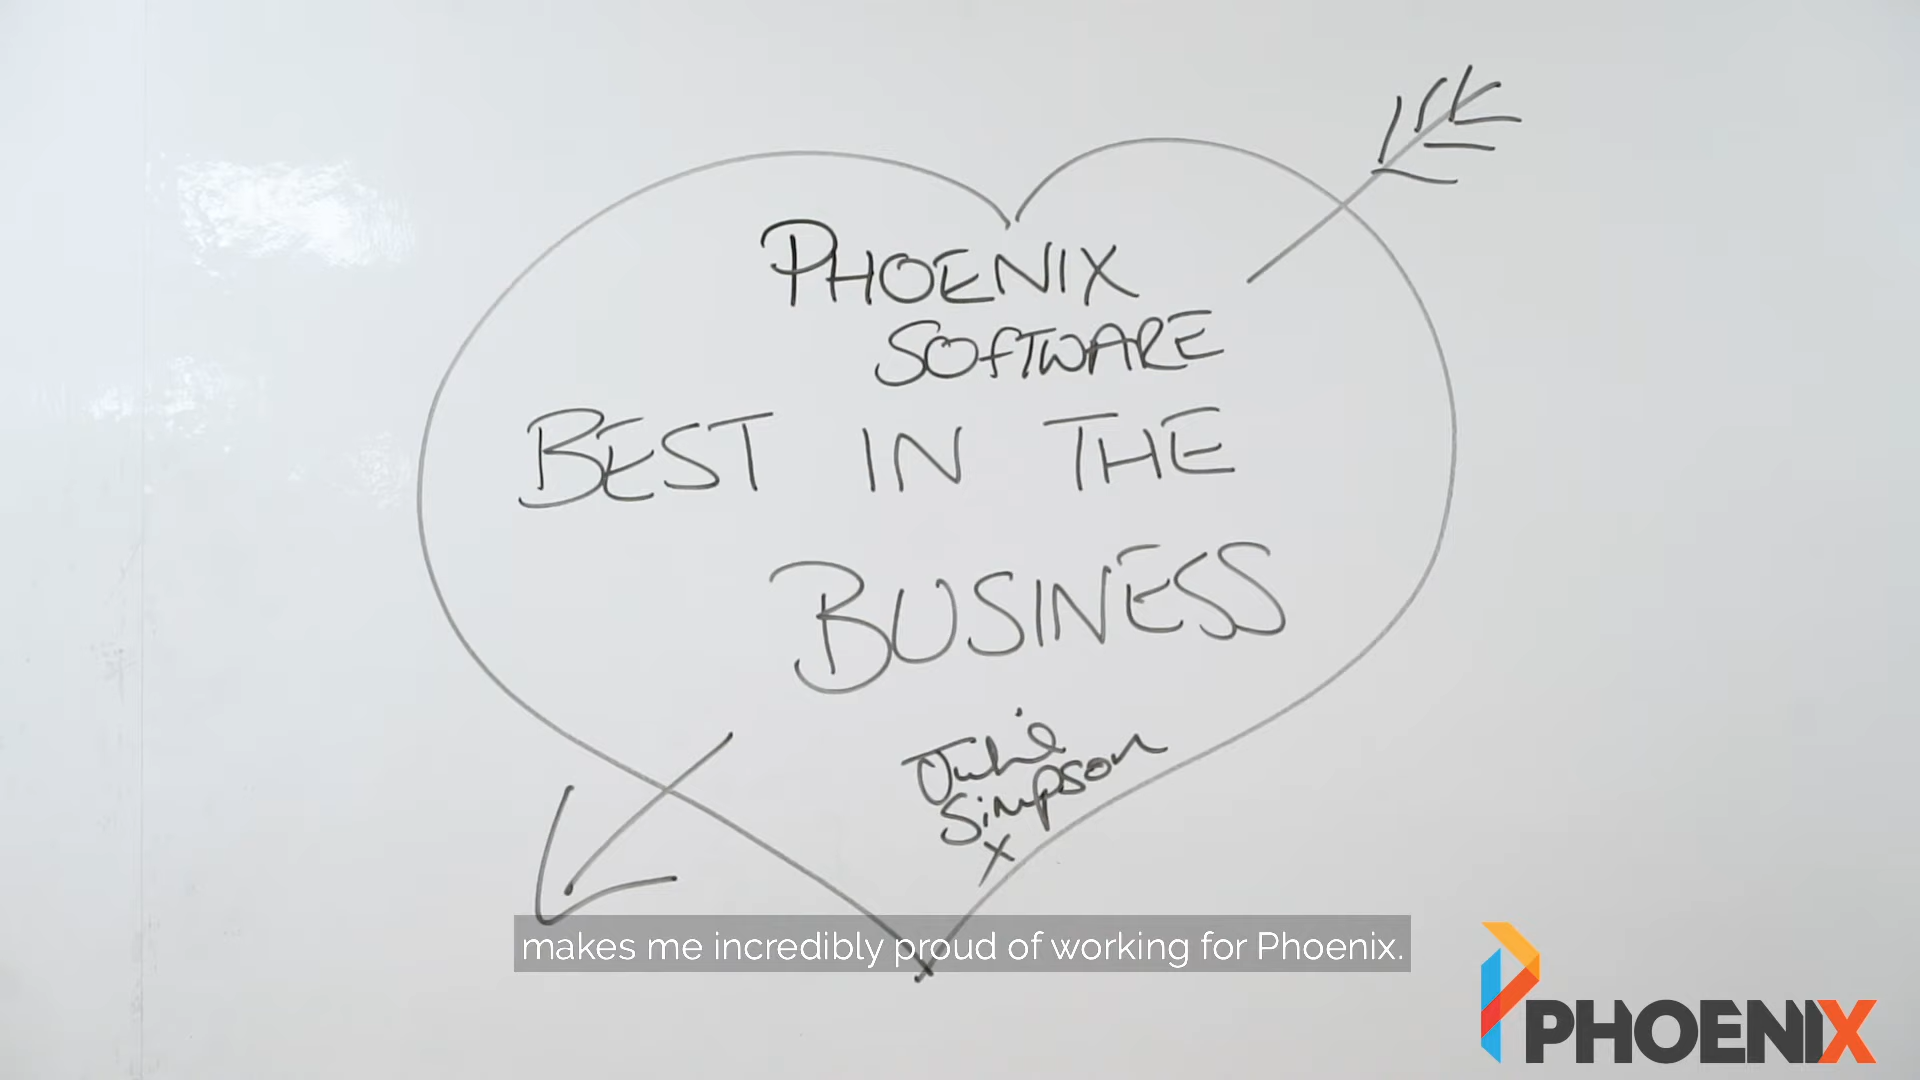 PHOENIX
SOFTWARE
BEST IN THE
BUSINESS
Julie
Simpson
x
makes me incredibly proud of working for Phoenix.
PHOENIX